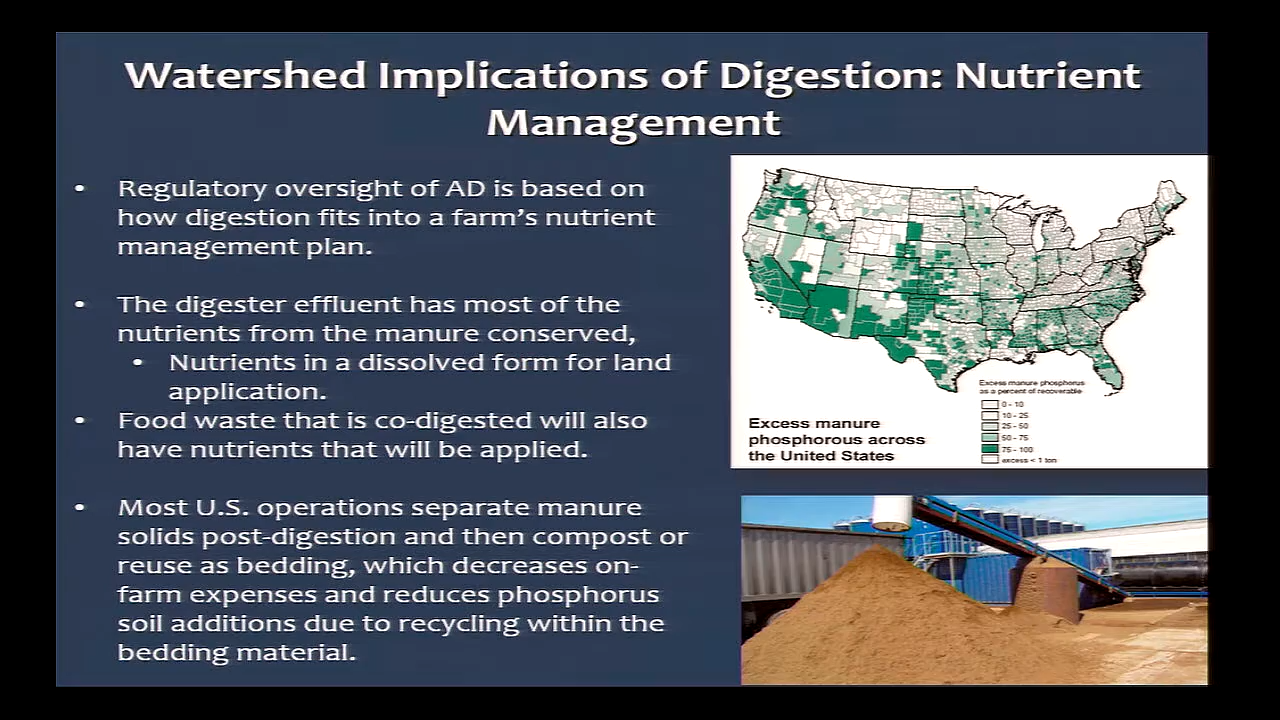 Watershed Implications of Digestion: Nutrient
Management
• Regulatory oversight of AD is based on
how digestion fits into a farm's nutrient
management plan.
• The digester effluent has most of the
nutrients from the manure conserved,
• Nutrients in a dissolved form for land
application.
• Food waste that is co-digested will also
have nutrients that will be applied.
• Most U.S. operations separate manure
solids post-digestion and then compost or
reuse as bedding, which decreases on-
farm expenses and reduces phosphorus
soil additions due to recycling within the
bedding material.
Excess manure phosphorus
as a percent of recoverable
0 - 10
10 - 25
25 - 50
50 - 75
75 - 100
excess < 1 ton
Excess manure
phosphorous across
the United States